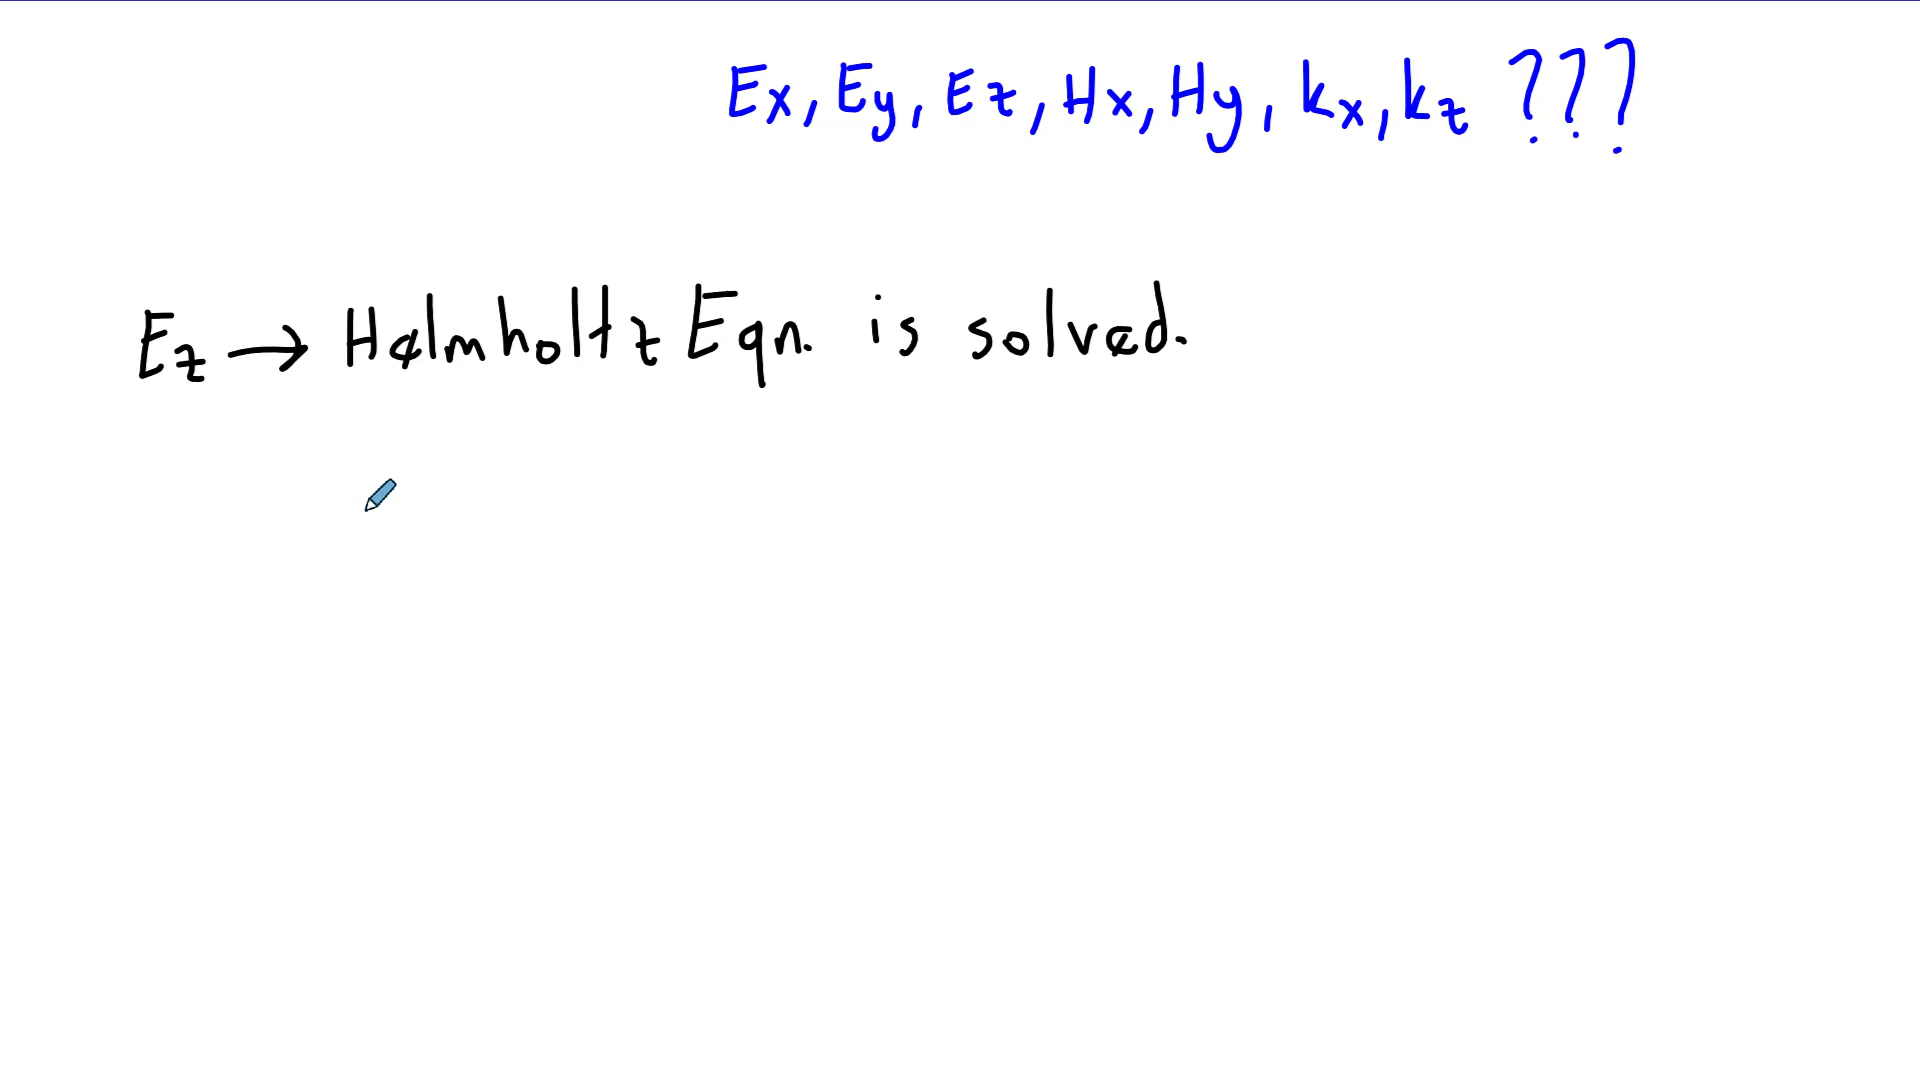 Ex, Ey, Ez, Hx, Hy, kx, kz ???
Ez → Helmholtz Eqn. is solved.